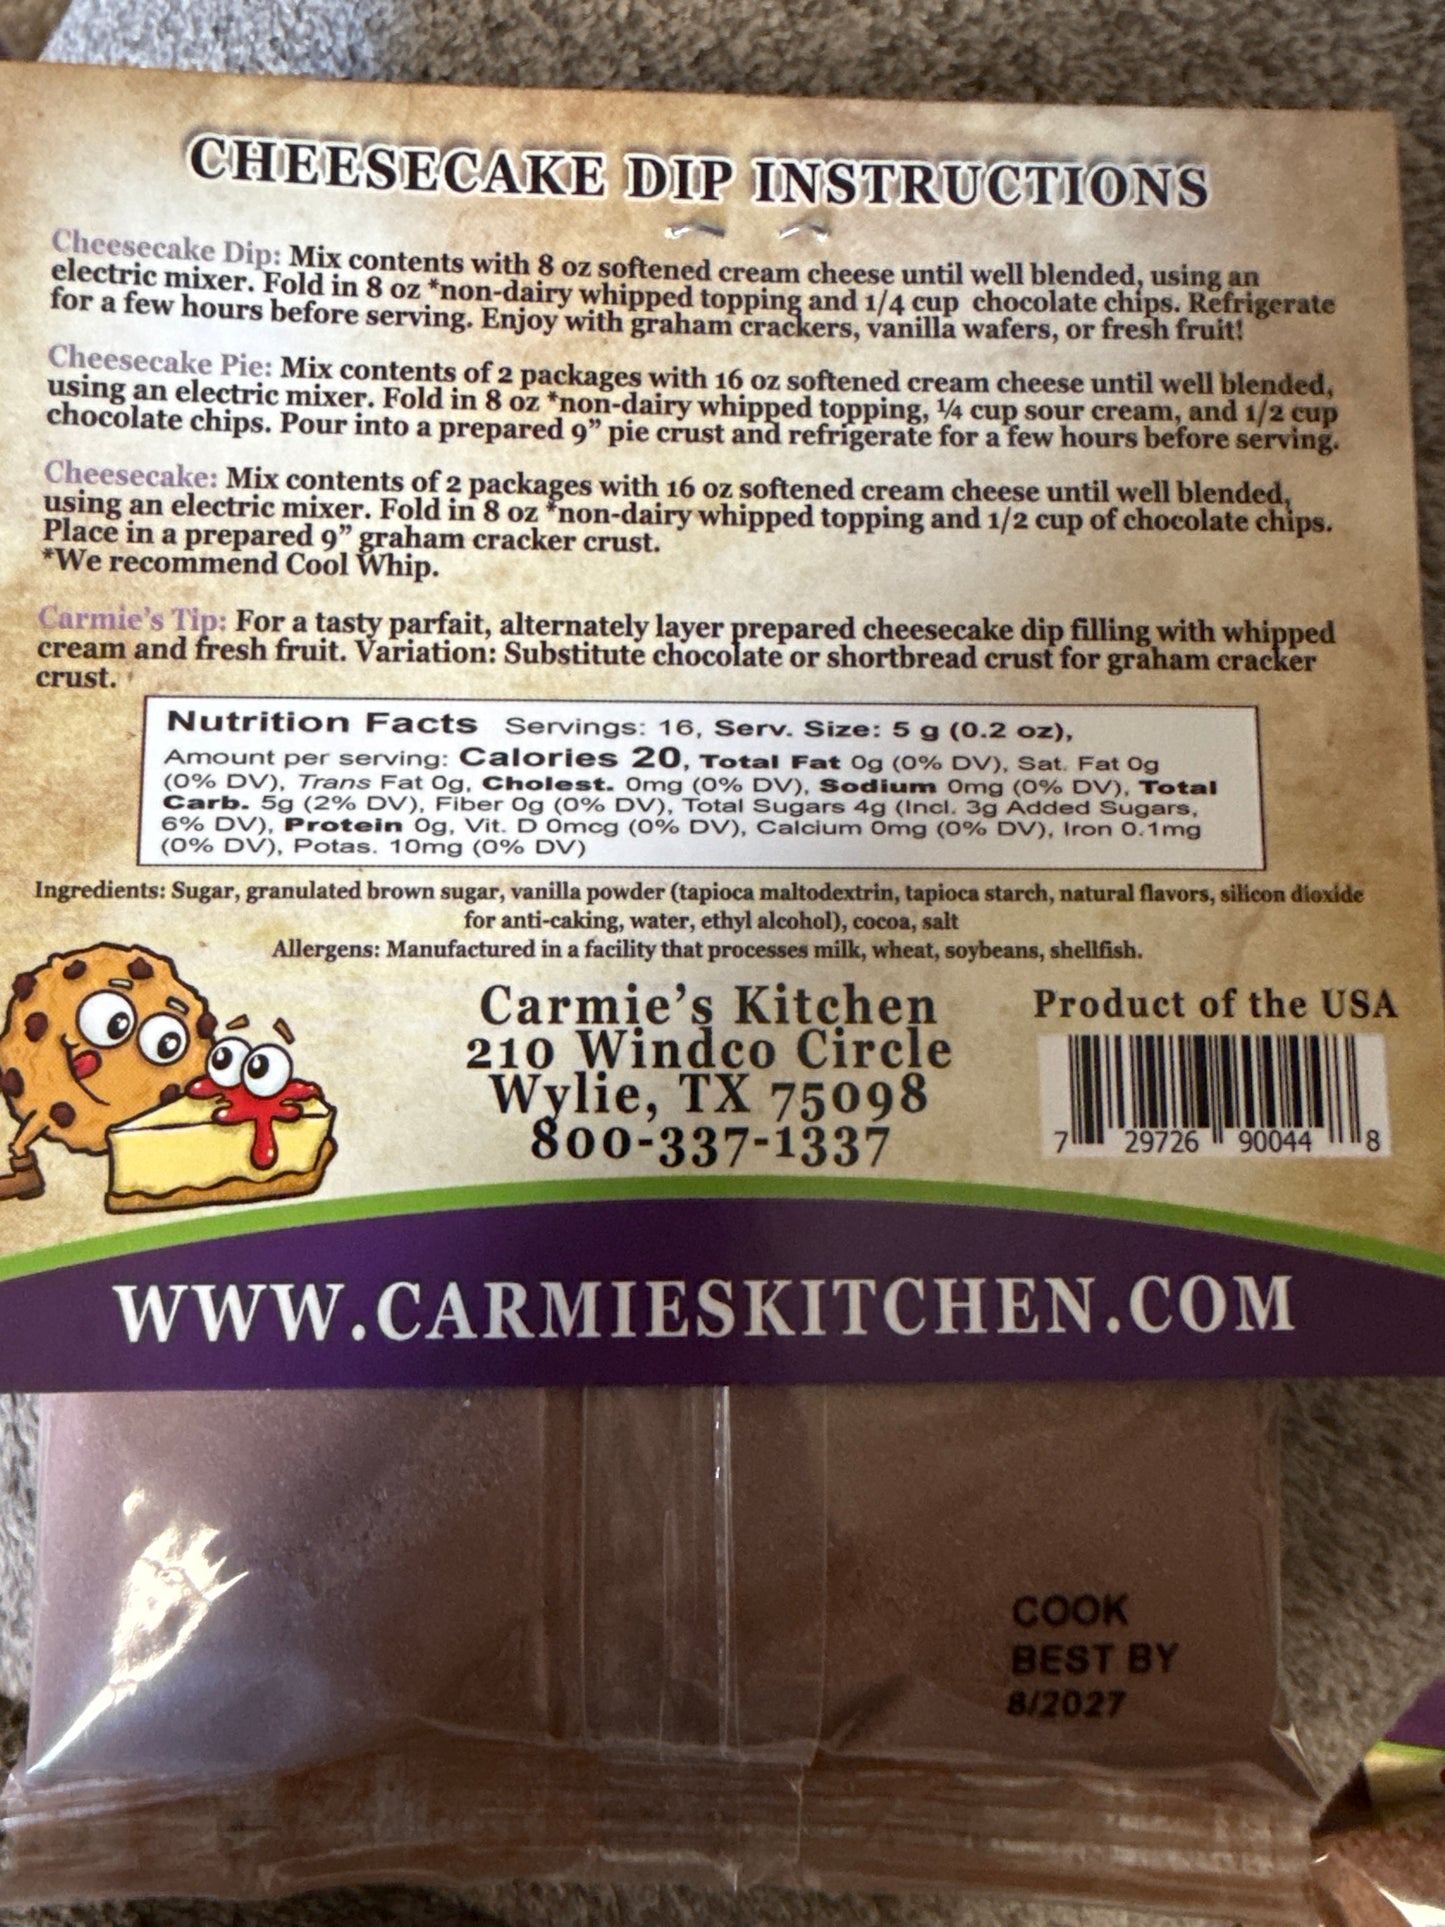 CHEESECAKE DIP INSTRUCTIONS
Cheesecake Dip: Mix contents with 8 oz softened cream cheese until well blended, using an
electric mixer. Fold in 8 oz *non-dairy whipped topping and 1/4 cup chocolate chips. Refrigerate
for a few hours before serving. Enjoy with graham crackers, vanilla wafers, or fresh fruit!
Cheesecake Pie: Mix contents of 2 packages with 16 oz softened cream cheese until well blended,
using an electric mixer. Fold in 8 oz *non-dairy whipped topping, ¼ cup sour cream, and 1/2 cup
chocolate chips. Pour into a prepared 9” pie crust and refrigerate for a few hours before serving.
Cheesecake: Mix contents of 2 packages with 16 oz softened cream cheese until well blended,
using an electric mixer. Fold in 8 oz *non-dairy whipped topping and 1/2 cup of chocolate chips.
Place in a prepared 9” graham cracker crust.
*We recommend Cool Whip.
Carmie’s Tip: For a tasty parfait, alternately layer prepared cheesecake dip filling with whipped
cream and fresh fruit. Variation: Substitute chocolate or shortbread crust for graham cracker
crust.
Nutrition Facts Servings: 16, Serv. Size: 5 g (0.2 oz),
Amount per serving: Calories 20, Total Fat 0g (0% DV), Sat. Fat 0g
(0% DV), Trans Fat 0g, Cholest. 0mg (0% DV), Sodium 0mg (0% DV), Total
Carb. 5g (2% DV), Fiber 0g (0% DV), Total Sugars 4g (Incl. 3g Added Sugars,
6% DV), Protein 0g, Vit. D 0mcg (0% DV), Calcium 0mg (0% DV), Iron 0.1mg
(0% DV), Potas. 10mg (0% DV)
Ingredients: Sugar, granulated brown sugar, vanilla powder (tapioca maltodextrin, tapioca starch, natural flavors, silicon dioxide
for anti-caking, water, ethyl alcohol), cocoa, salt
Allergens: Manufactured in a facility that processes milk, wheat, soybeans, shellfish.
Carmie’s Kitchen
210 Windco Circle
Wylie, TX 75098
800-337-1337
Product of the USA
7 29726 90044 8
WWW.CARMIESKITCHEN.COM
COOK
BEST BY
8/2027